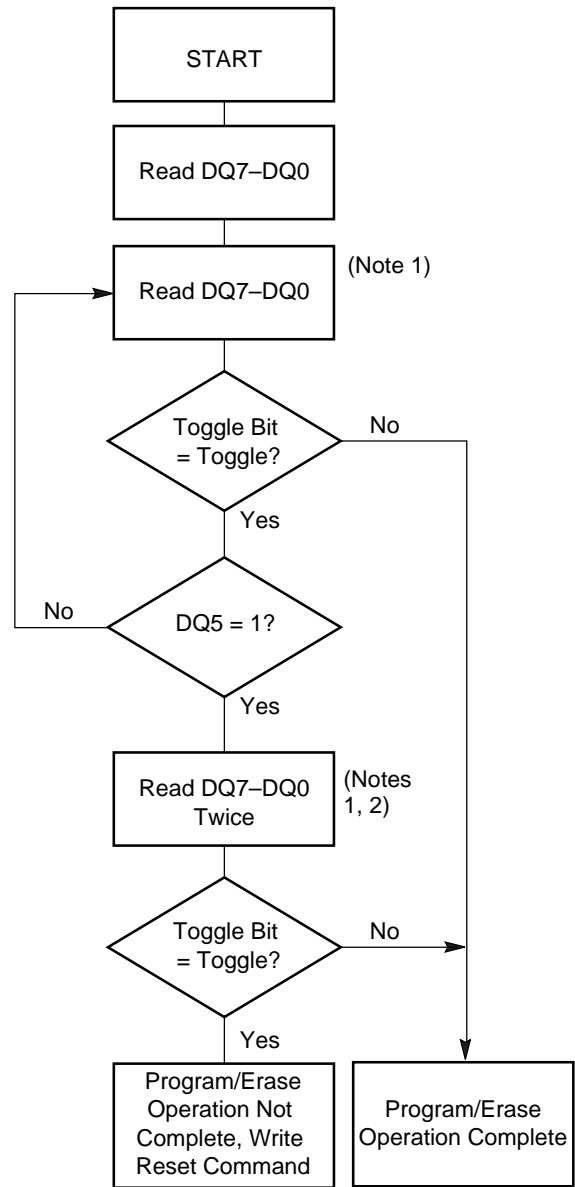 START
Read DQ7–DQ0
Read DQ7–DQ0
(Note 1)
Toggle Bit
= Toggle?
No
Yes
No
DQ5 = 1?
Yes
Read DQ7–DQ0
Twice
(Notes
1, 2)
Toggle Bit
= Toggle?
No
Yes
Program/Erase
Operation Not
Complete, Write
Reset Command
Program/Erase
Operation Complete